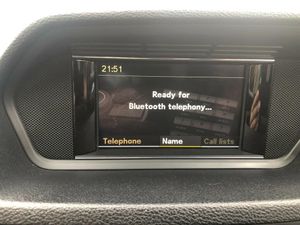 21:51
Ready for
Bluetooth telephony...
Telephone Name Call lists